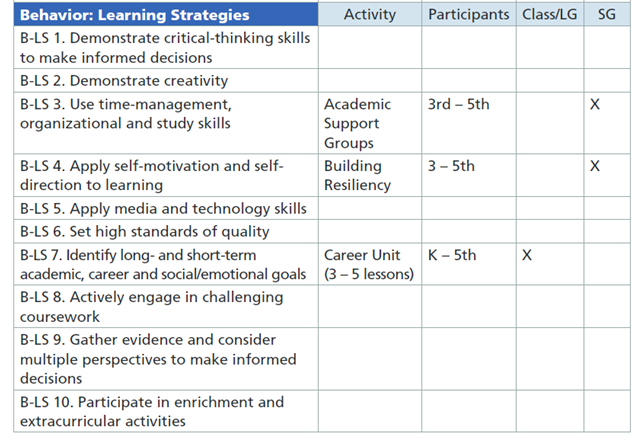 Behavior: Learning Strategies Activity Participants Class/LG SG
B-LS 1. Demonstrate critical-thinking skills
to make informed decisions
B-LS 2. Demonstrate creativity
B-LS 3. Use time-management, Academic 3rd – 5th X
organizational and study skills Support
Groups
B-LS 4. Apply self-motivation and self- Building 3 – 5th X
direction to learning Resiliency
B-LS 5. Apply media and technology skills
B-LS 6. Set high standards of quality
B-LS 7. Identify long- and short-term Career Unit K – 5th X
academic, career and social/emotional goals (3 – 5 lessons)
B-LS 8. Actively engage in challenging
coursework
B-LS 9. Gather evidence and consider
multiple perspectives to make informed
decisions
B-LS 10. Participate in enrichment and
extracurricular activities